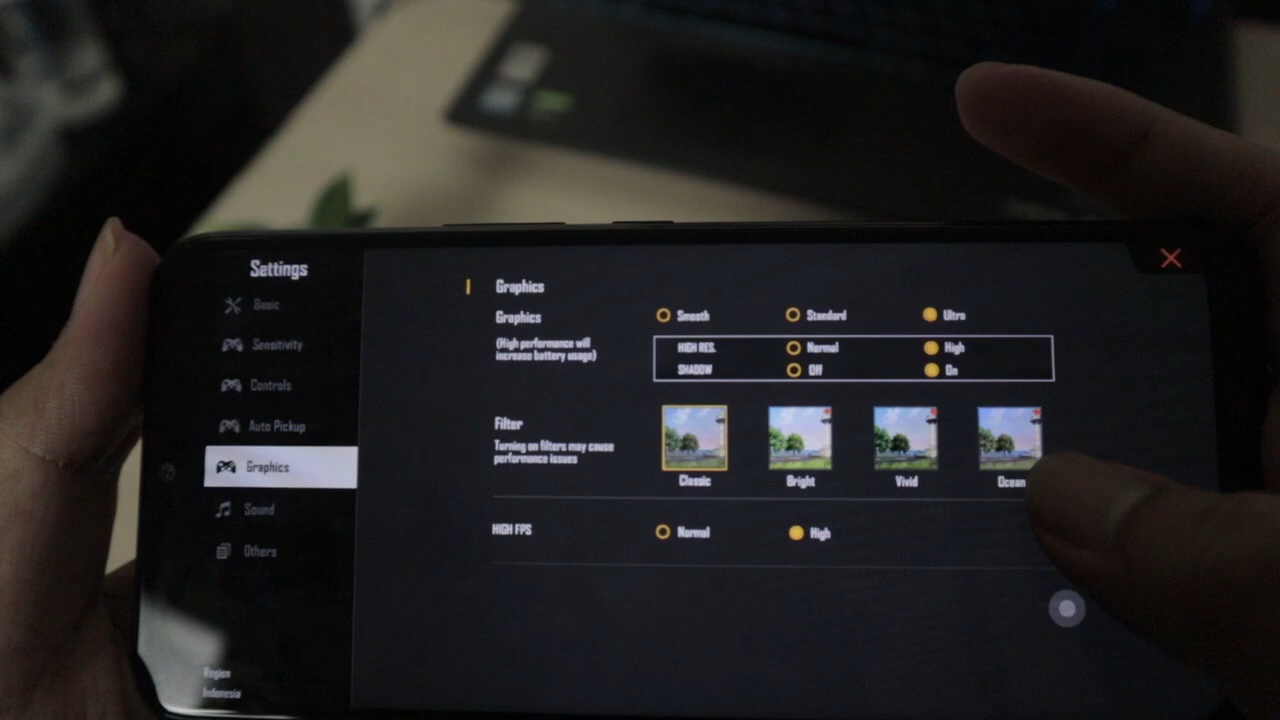 Settings
Basic
Sensitivity
Controls
Auto Pickup
Graphics
Sound
Others
Region
Indonesia
Graphics
Graphics
(High performance will
increase battery usage)
Smooth
Standard
Ultra
HIGH RES.
Normal
High
SHADOW
Off
On
Filter
Turning on filters may cause
performance issues
Classic
Bright
Vivid
Ocean
HIGH FPS
Normal
High